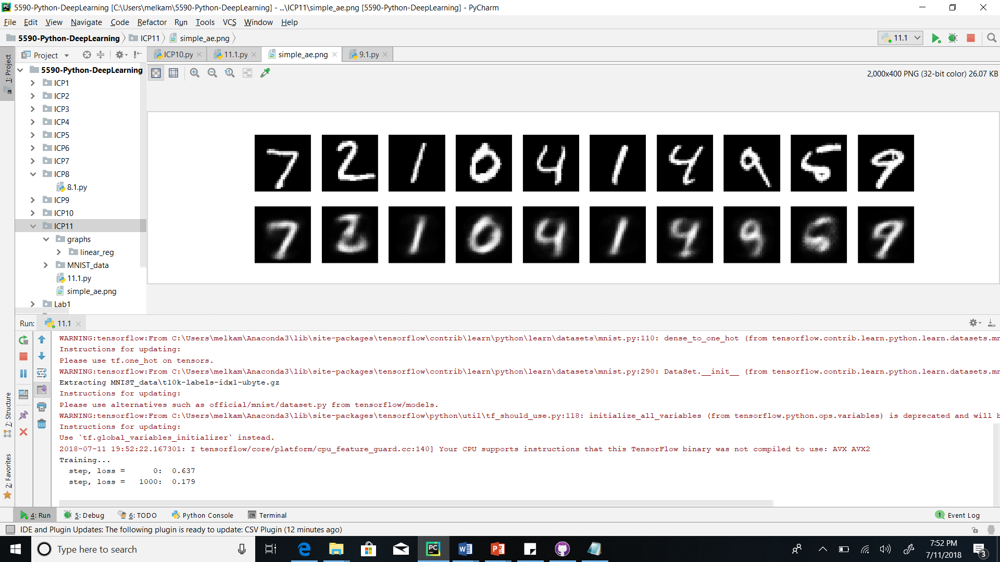 5590-Python-DeepLearning [C:\Users\melkam\5590-Python-DeepLearning] - ...\ICP11\simple_ae.png [5590-Python-DeepLearning] - PyCharm
File Edit View Navigate Code Refactor Run Tools VCS Window Help
5590-Python-DeepLearning ICP11 simple_ae.png 11.1
1: Project
Project ICP10.py 11.1.py simple_ae.png 9.1.py
2,000x400 PNG (32-bit color) 26.07 KB
5590-Python-DeepLearning
ICP1
ICP2
ICP3
ICP4
ICP5
ICP6
ICP7
ICP8
8.1.py
ICP9
ICP10
ICP11
graphs
linear_reg
MNIST_data
11.1.py
simple_ae.png
Lab1
7 2 1 0 4 1 4 9 5 9
7 2 1 0 4 1 4 9 5 9
Run: 11.1
WARNING:tensorflow:From C:\Users\melkam\Anaconda3\lib\site-packages\tensorflow\contrib\learn\python\learn\datasets\mnist.py:110: dense_to_one_hot (from tensorflow.contrib.learn.python.learn.datasets.mn
Instructions for updating:
Please use tf.one_hot on tensors.
WARNING:tensorflow:From C:\Users\melkam\Anaconda3\lib\site-packages\tensorflow\contrib\learn\python\learn\datasets\mnist.py:290: DataSet.__init__ (from tensorflow.contrib.learn.python.learn.datasets.mn
Extracting MNIST_data\t10k-labels-idx1-ubyte.gz
Instructions for updating:
Please use alternatives such as official/mnist/dataset.py from tensorflow/models.
WARNING:tensorflow:From C:\Users\melkam\Anaconda3\lib\site-packages\tensorflow\python\util\tf_should_use.py:118: initialize_all_variables (from tensorflow.python.ops.variables) is deprecated and will b
Instructions for updating:
Use `tf.global_variables_initializer` instead.
2018-07-11 19:52:22.167301: I tensorflow/core/platform/cpu_feature_guard.cc:140] Your CPU supports instructions that this TensorFlow binary was not compiled to use: AVX AVX2
Training...
step, loss = 0: 0.637
step, loss = 1000: 0.179
7: Structure
2: Favorites
4: Run 5: Debug 6: TODO Python Console Terminal 1 Event Log
IDE and Plugin Updates: The following plugin is ready to update: CSV Plugin (12 minutes ago)
Type here to search
7:52 PM
7/11/2018
3